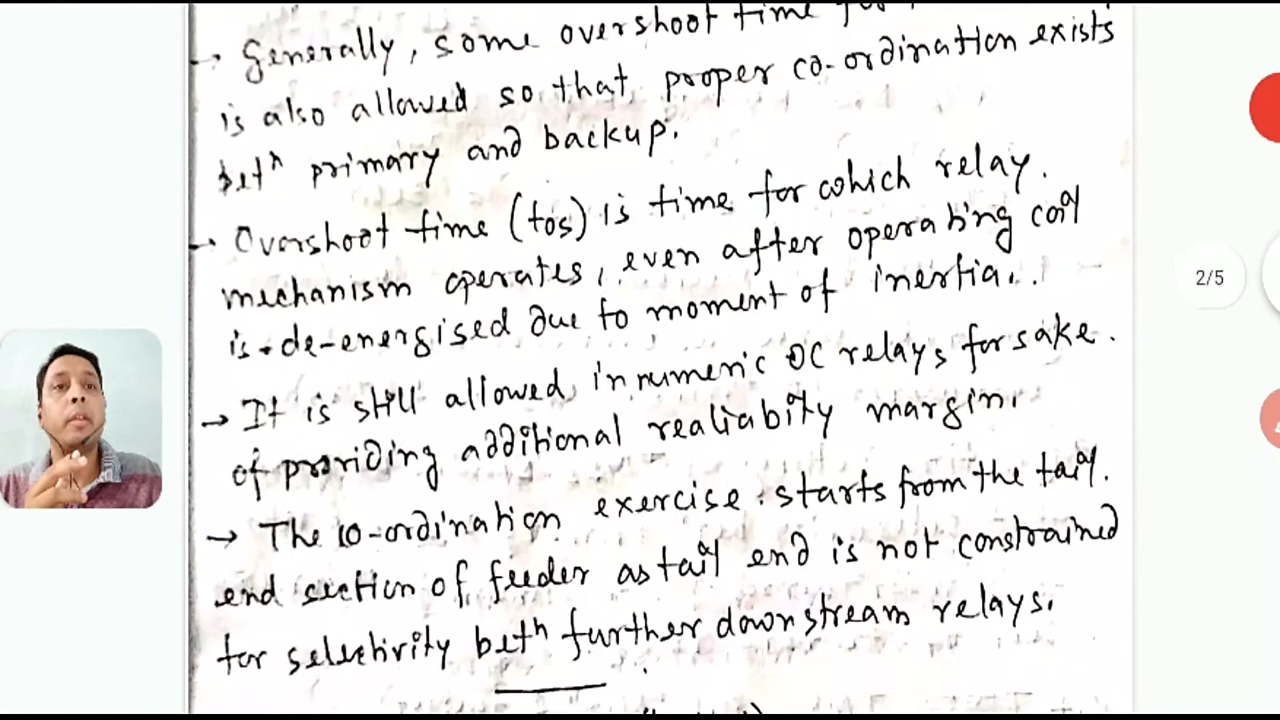 → Generally, some overshoot time for
is also allowed so that proper co-ordination exists
betn primary and backup.
→ Overshoot time (tos) is time for which relay.
mechanism operates, even after operating coil
is de-energised due to moment of inertia..
→ It is still allowed in numeric OC relays for sake.
of providing additional realiability margin.
→ The co-ordination exercise starts from the tail.
end section of feeder as tail end is not constrained
for selectivity betn further downstream relays.
2/5